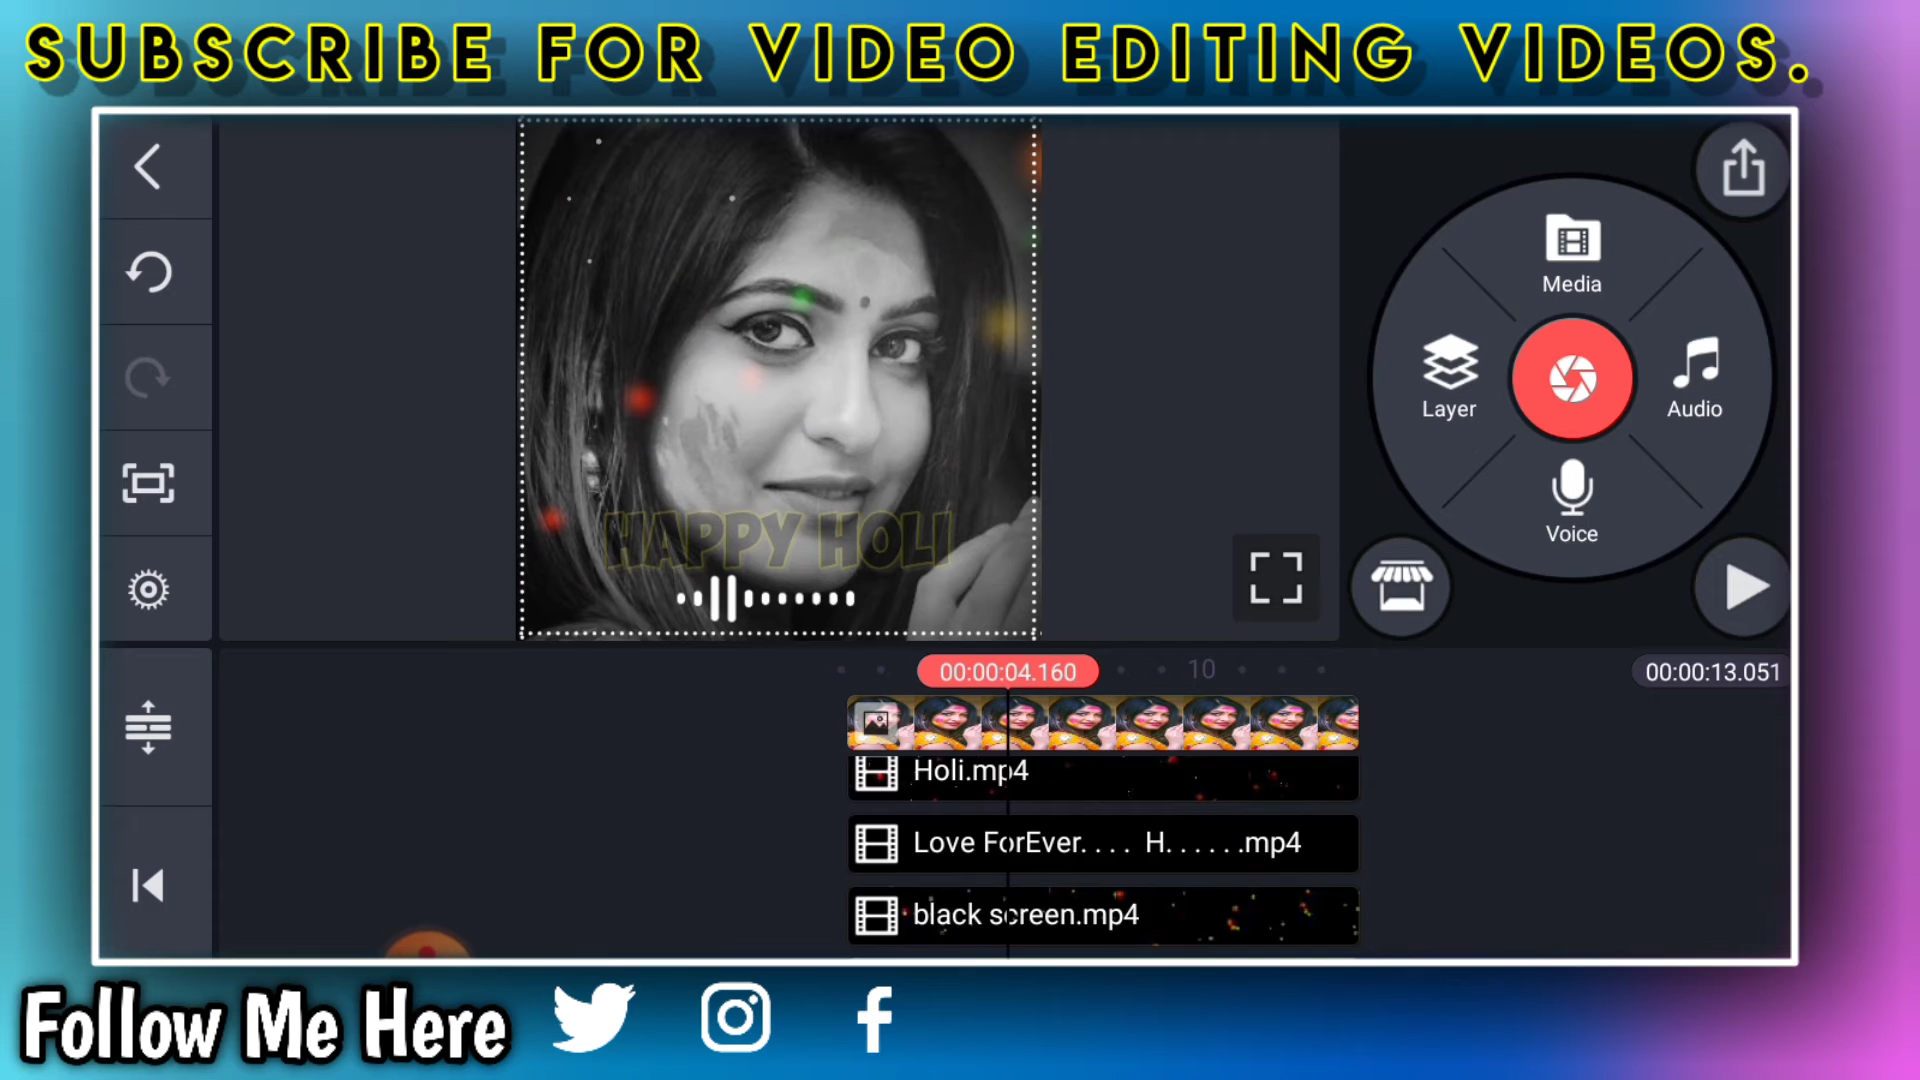 SUBSCRIBE FOR VIDEO EDITING VIDEOS.
Media
Layer
Audio
Voice
HAPPY HOLI
00:00:04.160
10
00:00:13.051
Holi.mp4
Love ForEver.... H......mp4
black screen.mp4
Follow Me Here